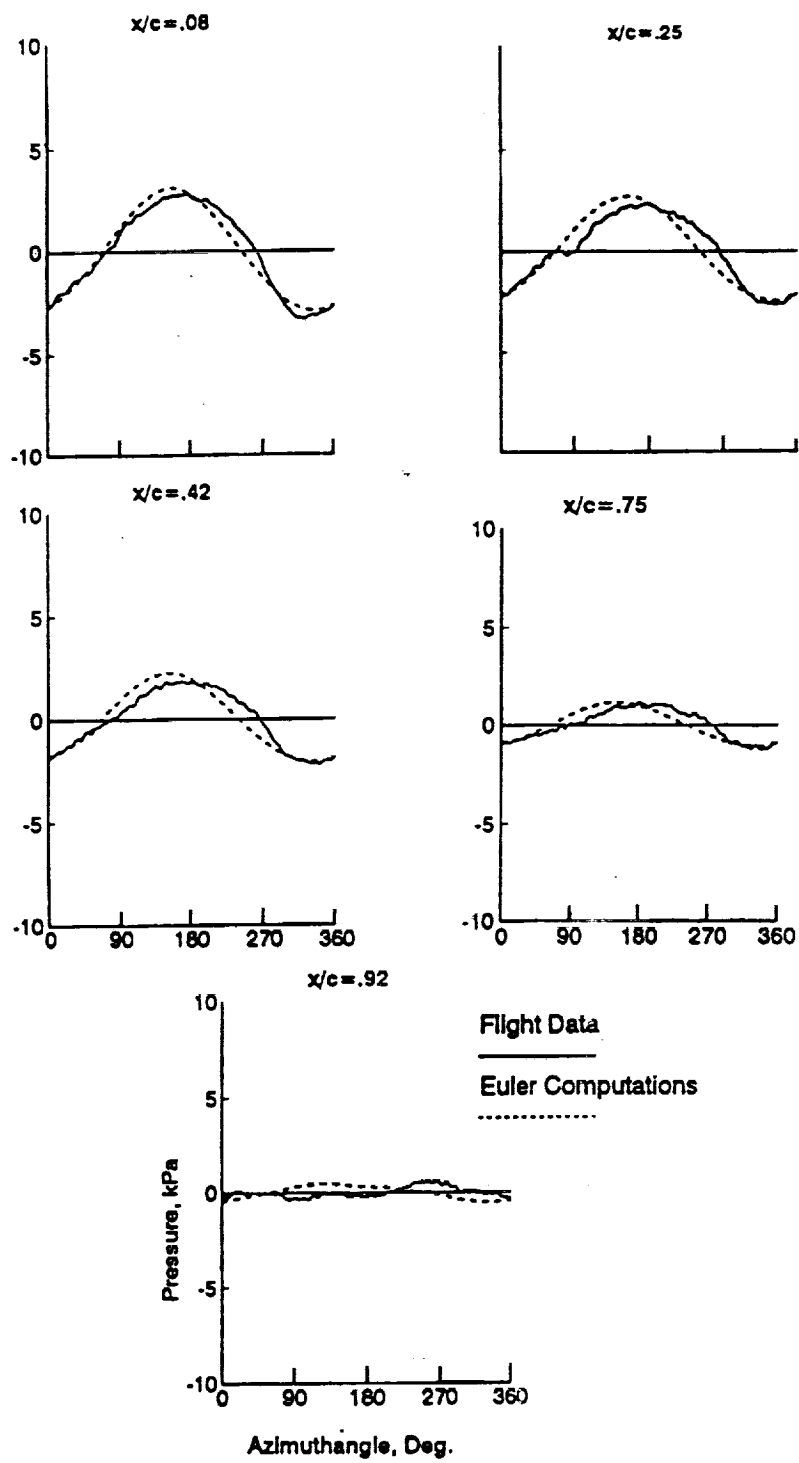 x/c=.08
10
5
0
-5
-10
x/c=.25
x/c=.42
10
5
0
-5
-10
0 90 180 270 360
x/c=.75
10
5
0
-5
-10
0 90 180 270 360
x/c=.92
10
5
0
-5
-10
0 90 180 270 360
Pressure, kPa
Azimuthangle, Deg.
Flight Data
Euler Computations